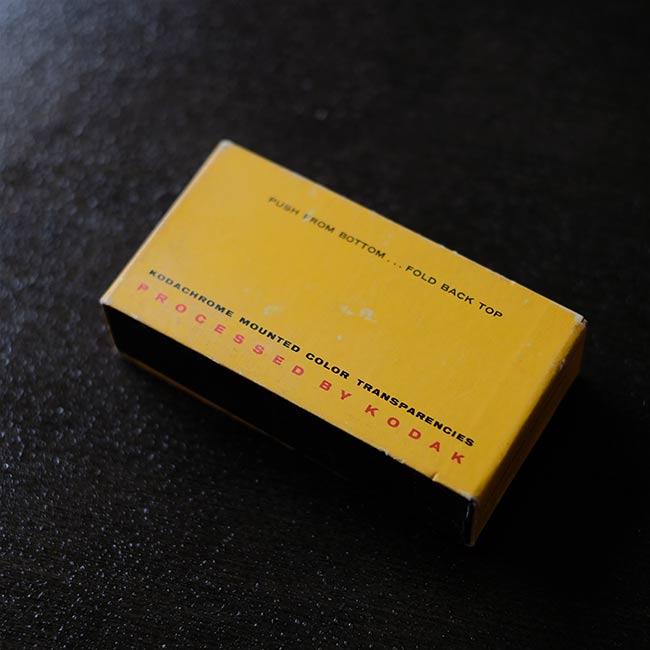 PUSH FROM BOTTOM... FOLD BACK TOP
KODACHROME MOUNTED COLOR TRANSPARENCIES
PROCESSED BY KODAK